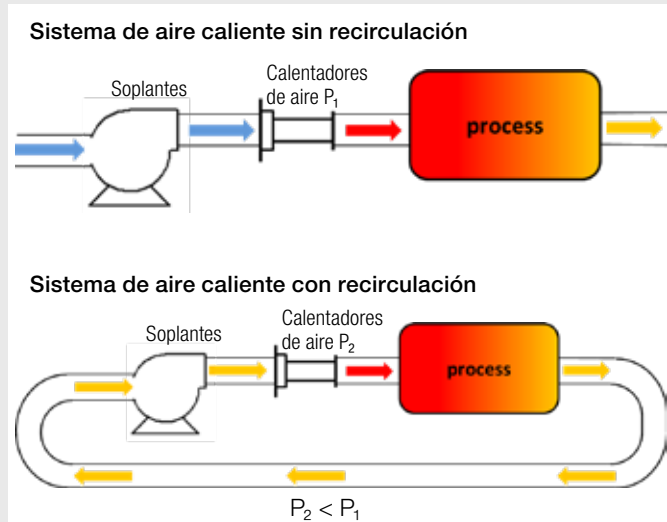 Sistema de aire caliente sin recirculación
Soplantes
Calentadores
de aire P₁
process
Sistema de aire caliente con recirculación
Soplantes
Calentadores
de aire P₂
process
P₂ < P₁